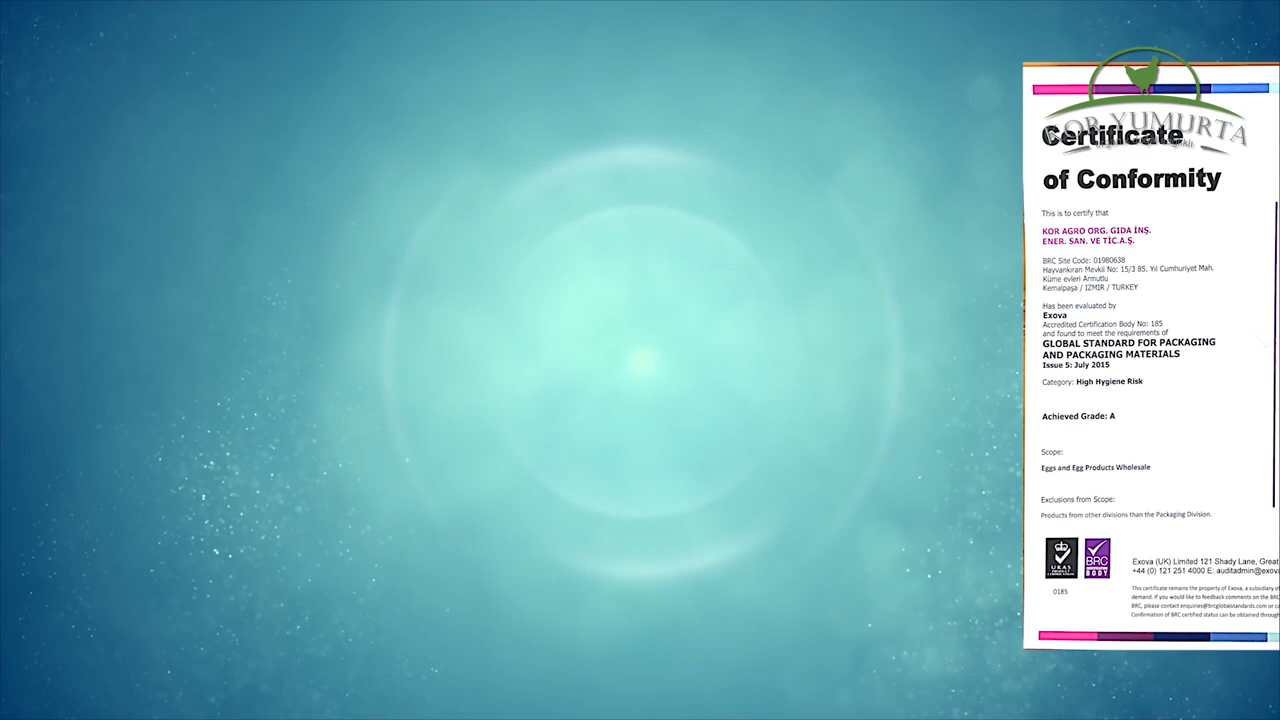 KOR YUMURTA
Certificate
of Conformity
This is to certify that
KOR AGRO ORG. GIDA İNŞ.
ENER. SAN. VE TİC.A.Ş.
BRC Site Code: 01980638
Hayvankıran Mevkii No: 15/3 85. Yıl Cumhuriyet Mah.
Küme evleri Armutlu
Kemalpaşa / IZMIR / TURKEY
Has been evaluated by
Exova
Accredited Certification Body No: 185
and found to meet the requirements of
GLOBAL STANDARD FOR PACKAGING
AND PACKAGING MATERIALS
Issue 5: July 2015
Category: High Hygiene Risk
Achieved Grade: A
Scope:
Eggs and Egg Products Wholesale
Exclusions from Scope:
Products from other divisions than the Packaging Division.
UKAS
BRC
BODY
0185
Exova (UK) Limited 121 Shady Lane, Great
+44 (0) 121 251 4000 E: auditadmin@exova
This certificate remains the property of Exova, a subsidiary of
demand. If you would like to feedback comments on the BRC
BRC, please contact enquiries@brcglobalstandards.com or ca
Confirmation of BRC certified status can be obtained through